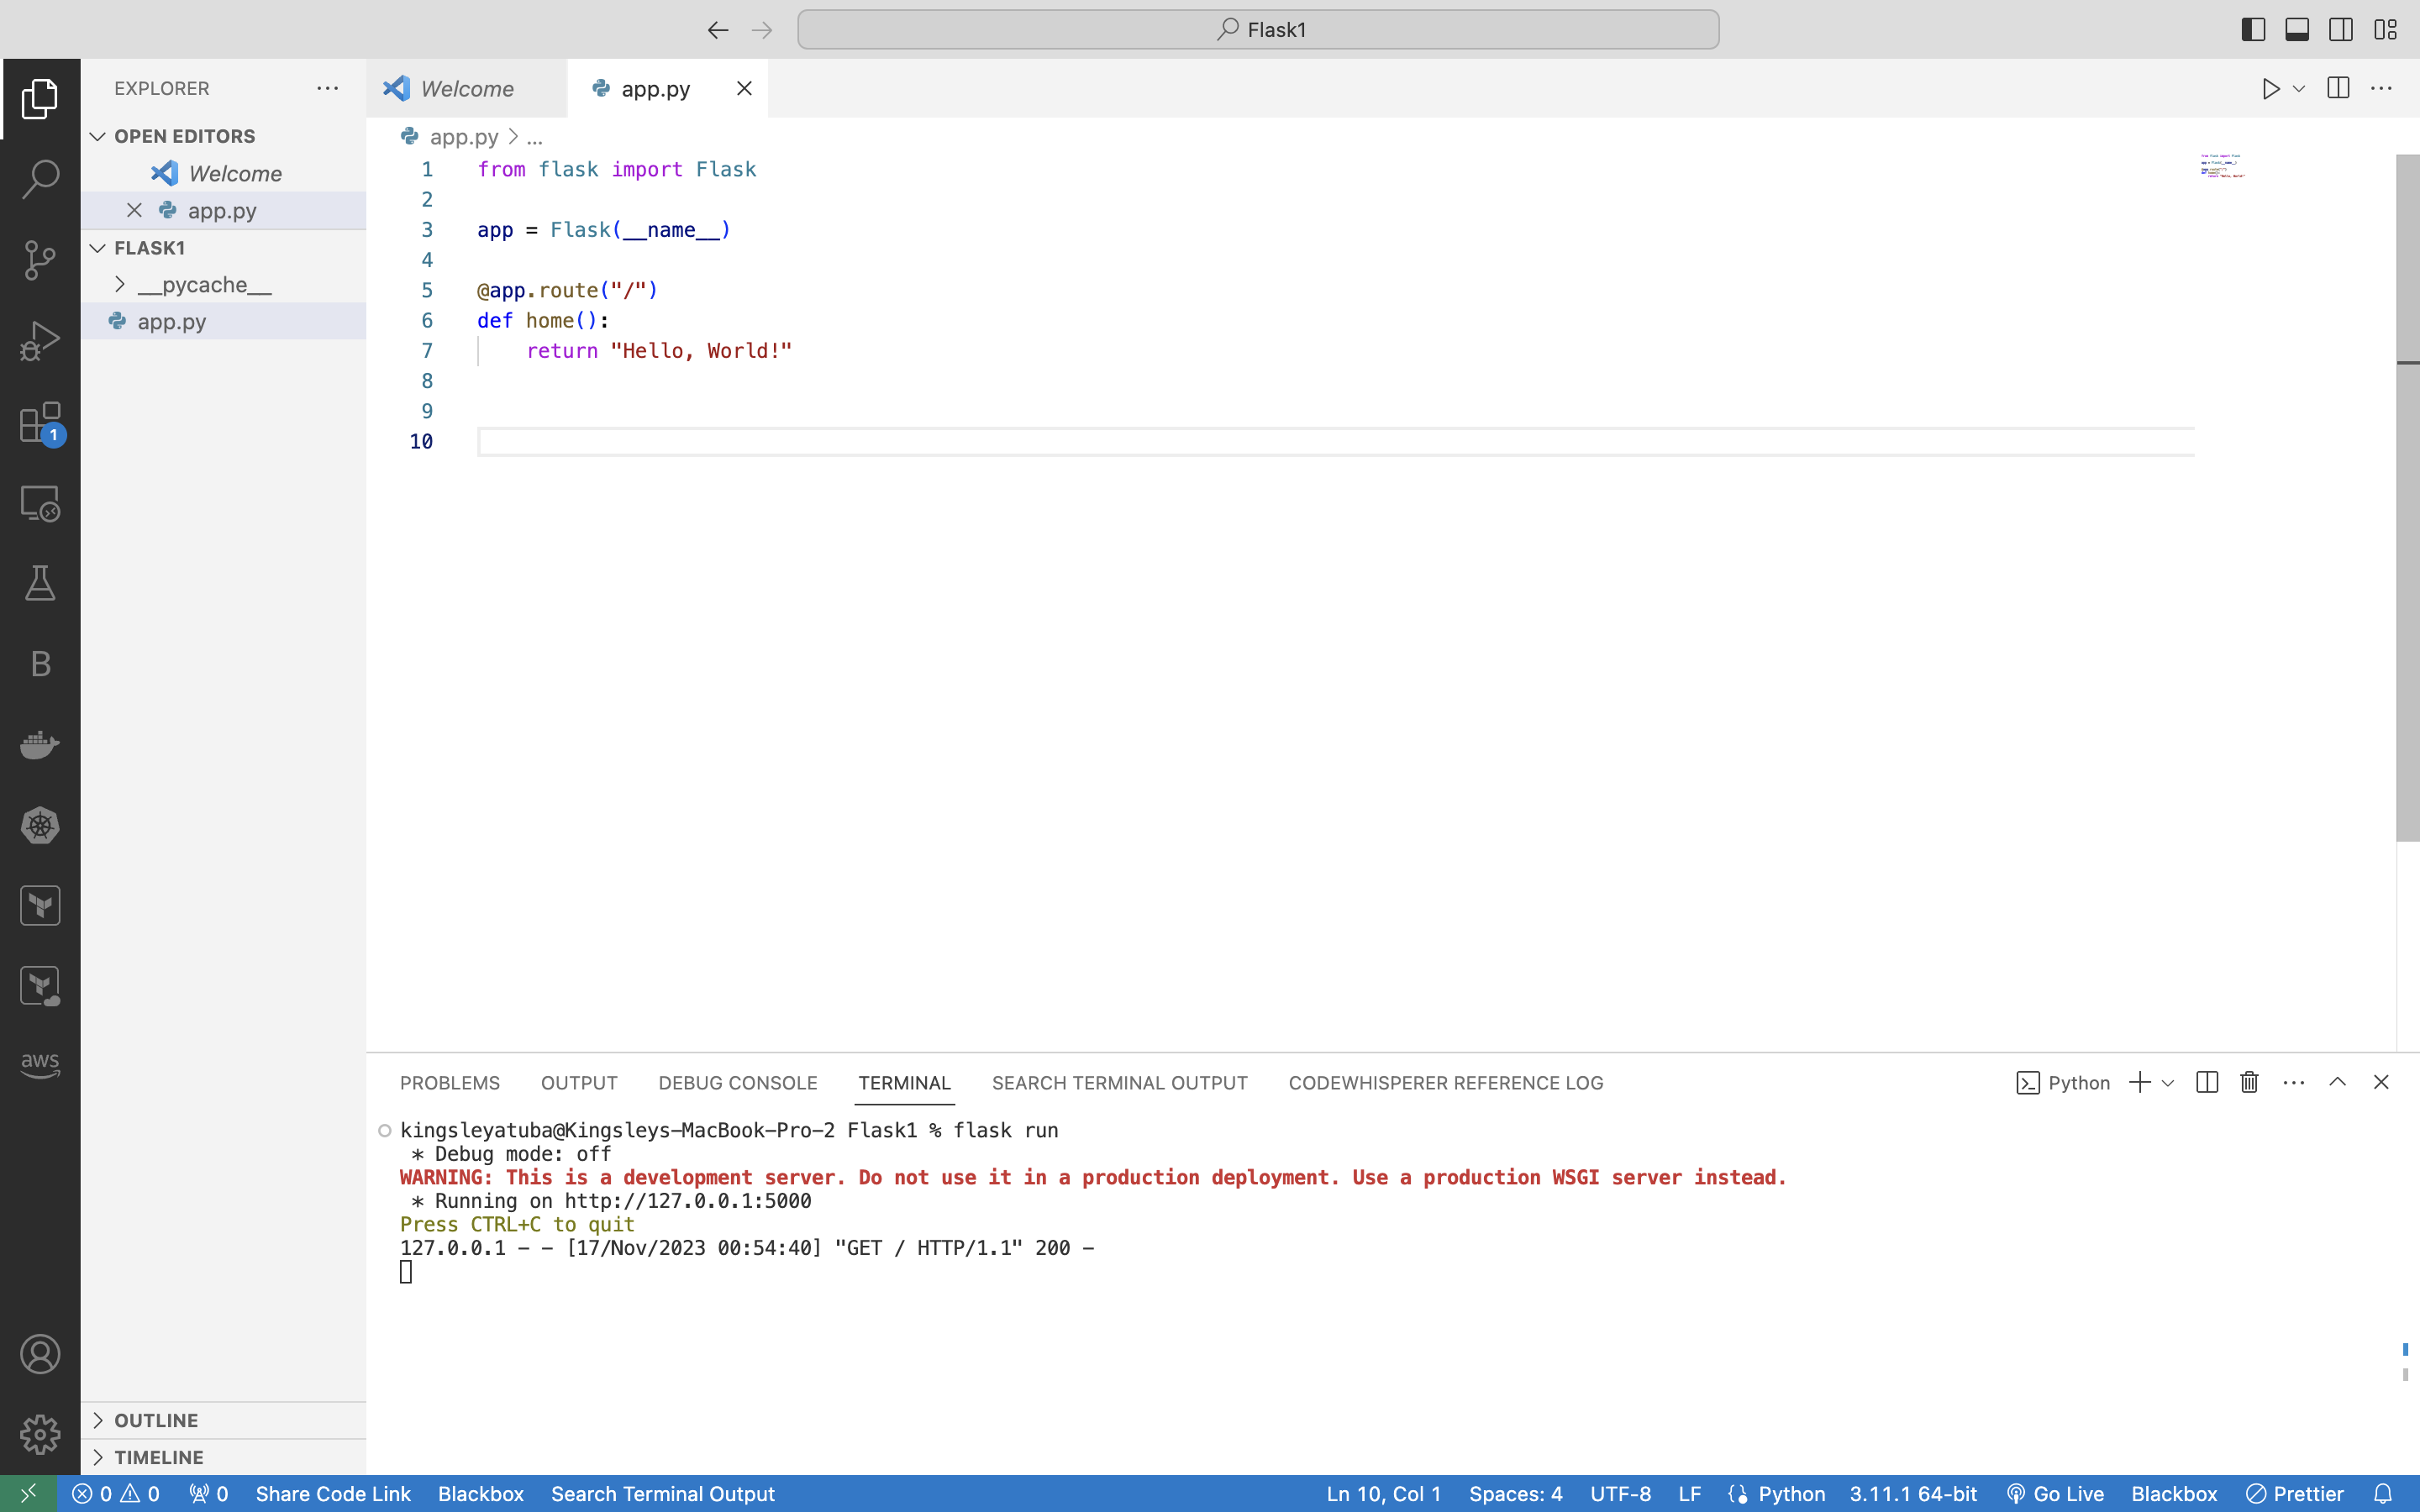 Flask1
EXPLORER
OPEN EDITORS
Welcome
app.py
FLASK1
__pycache__
app.py
1
B
aws
OUTLINE
TIMELINE
Welcome
app.py
app.py > ...
1 from flask import Flask
2
3 app = Flask(__name__)
4
5 @app.route("/")
6 def home():
7     return "Hello, World!"
8
9
10
PROBLEMS OUTPUT DEBUG CONSOLE TERMINAL SEARCH TERMINAL OUTPUT CODEWHISPERER REFERENCE LOG Python
kingsleyatuba@Kingsleys-MacBook-Pro-2 Flask1 % flask run
 * Debug mode: off
WARNING: This is a development server. Do not use it in a production deployment. Use a production WSGI server instead.
 * Running on http://127.0.0.1:5000
Press CTRL+C to quit
127.0.0.1 - - [17/Nov/2023 00:54:40] "GET / HTTP/1.1" 200 -
0 0 0 Share Code Link Blackbox Search Terminal Output Ln 10, Col 1 Spaces: 4 UTF-8 LF Python 3.11.1 64-bit Go Live Blackbox Prettier